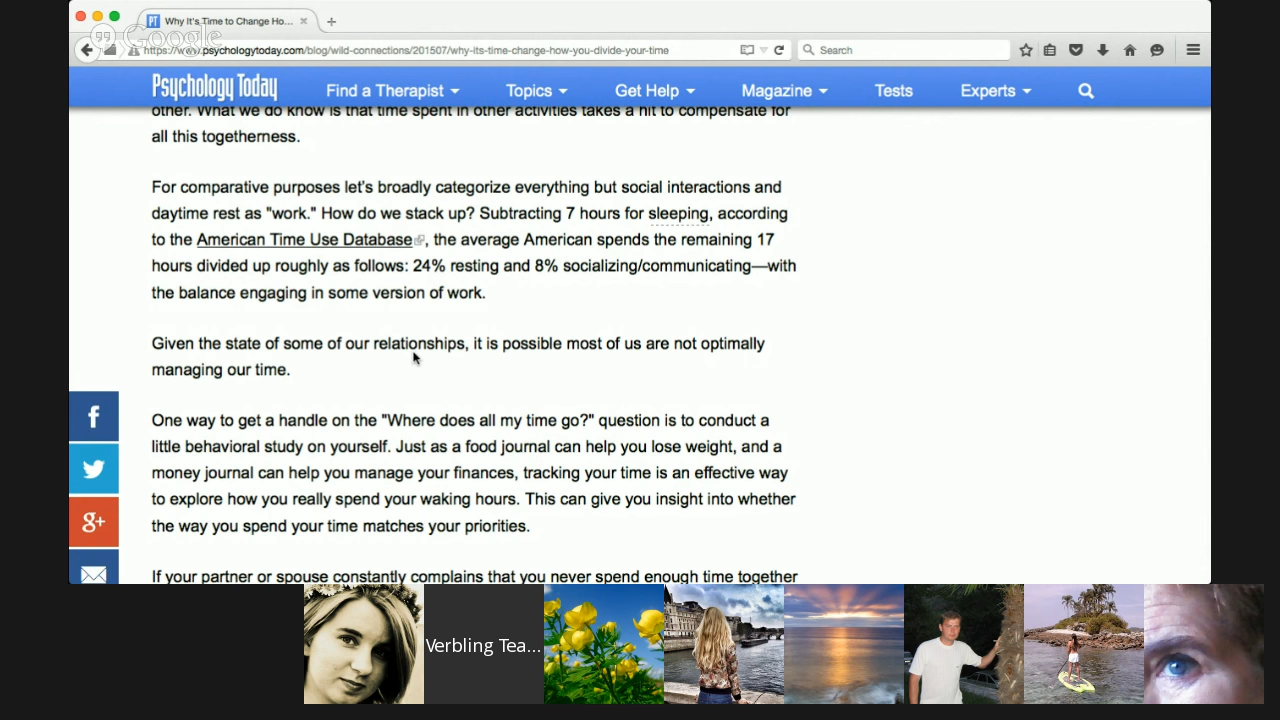 Why It's Time to Change Ho...
Google
https://www.psychologytoday.com/blog/wild-connections/201507/why-its-time-change-how-you-divide-your-time
Search
Psychology Today
Find a Therapist
Topics
Get Help
Magazine
Tests
Experts
other. What we do know is that time spent in other activities takes a hit to compensate for
all this togetherness.
For comparative purposes let's broadly categorize everything but social interactions and
daytime rest as "work." How do we stack up? Subtracting 7 hours for sleeping, according
to the American Time Use Database, the average American spends the remaining 17
hours divided up roughly as follows: 24% resting and 8% socializing/communicating—with
the balance engaging in some version of work.
Given the state of some of our relationships, it is possible most of us are not optimally
managing our time.
One way to get a handle on the "Where does all my time go?" question is to conduct a
little behavioral study on yourself. Just as a food journal can help you lose weight, and a
money journal can help you manage your finances, tracking your time is an effective way
to explore how you really spend your waking hours. This can give you insight into whether
the way you spend your time matches your priorities.
If your partner or spouse constantly complains that you never spend enough time together
f
g+
Verbling Tea...